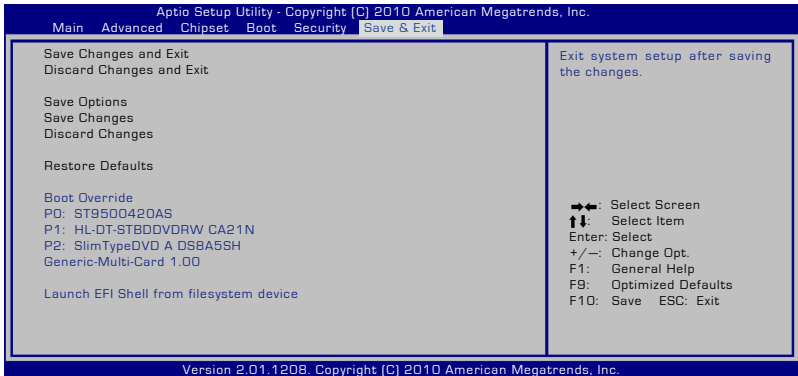 Aptio Setup Utility - Copyright (C) 2010 American Megatrends, Inc.
Main Advanced Chipset Boot Security Save & Exit
Save Changes and Exit
Discard Changes and Exit
Save Options
Save Changes
Discard Changes
Restore Defaults
Boot Override
P0: ST9500420AS
P1: HL-DT-STBDDVDRW CA21N
P2: SlimTypeDVD A DS8A5SH
Generic-Multi-Card 1.00
Launch EFI Shell from filesystem device
Exit system setup after saving
the changes.
→←: Select Screen
↑↓: Select Item
Enter: Select
+/—: Change Opt.
F1: General Help
F9: Optimized Defaults
F10: Save ESC: Exit
Version 2.01.1208. Copyright (C) 2010 American Megatrends, Inc.